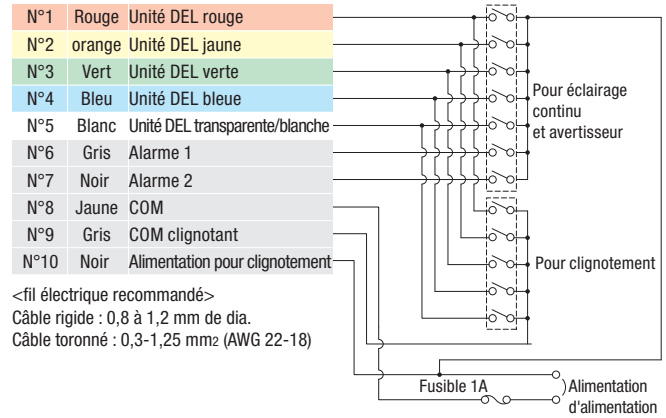 N°1 Rouge Unité DEL rouge
N°2 orange Unité DEL jaune
N°3 Vert Unité DEL verte
N°4 Bleu Unité DEL bleue
N°5 Blanc Unité DEL transparente/blanche
N°6 Gris Alarme 1
N°7 Noir Alarme 2
N°8 Jaune COM
N°9 Gris COM clignotant
N°10 Noir Alimentation pour clignotement
<fil électrique recommandé>
Câble rigide : 0,8 à 1,2 mm de dia.
Câble toronné : 0,3-1,25 mm2 (AWG 22-18)
Pour éclairage
continu
et avertisseur
Pour clignotement
Fusible 1A
Alimentation
d'alimentation